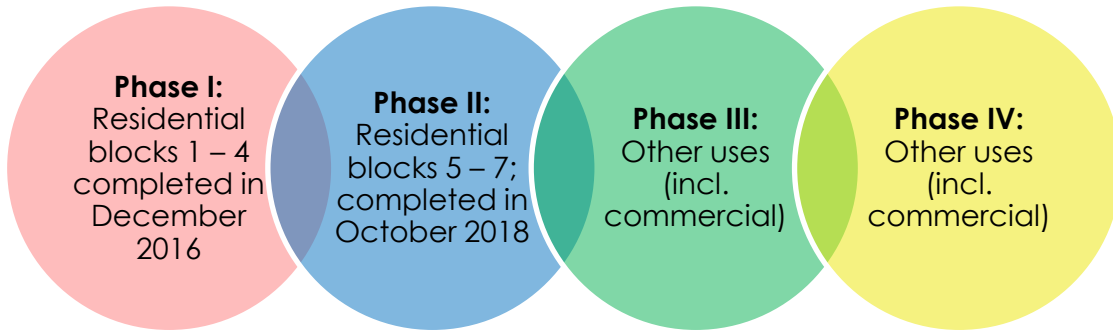 Phase I:
Residential
blocks 1 – 4
completed in
December
2016
Phase II:
Residential
blocks 5 – 7;
completed in
October 2018
Phase III:
Other uses
(incl.
commercial)
Phase IV:
Other uses
(incl.
commercial)